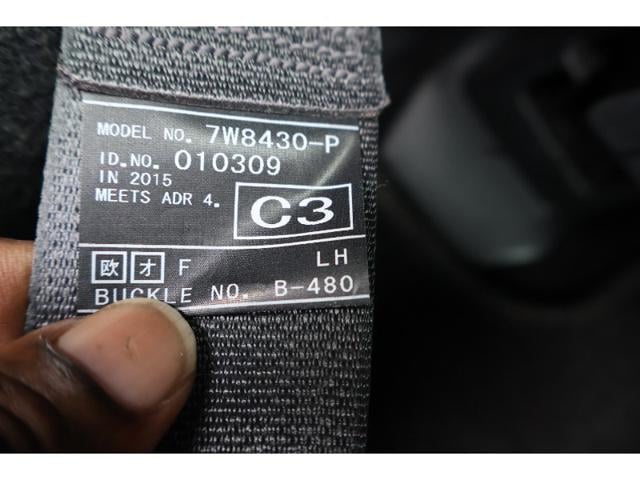 MODEL NO. 7W8430-P
ID.NO. 010309
IN 2015
MEETS ADR 4.
C3
欧 オ F LH
BUCKLE NO. B-480